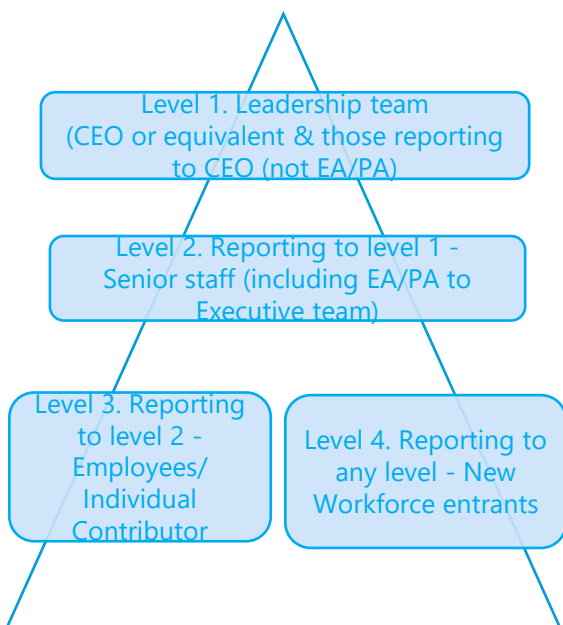 Level 1. Leadership team
(CEO or equivalent & those reporting
to CEO (not EA/PA)
Level 2. Reporting to level 1 -
Senior staff (including EA/PA to
Executive team)
Level 3. Reporting
to level 2 -
Employees/
Individual
Contributor
Level 4. Reporting to
any level - New
Workforce entrants